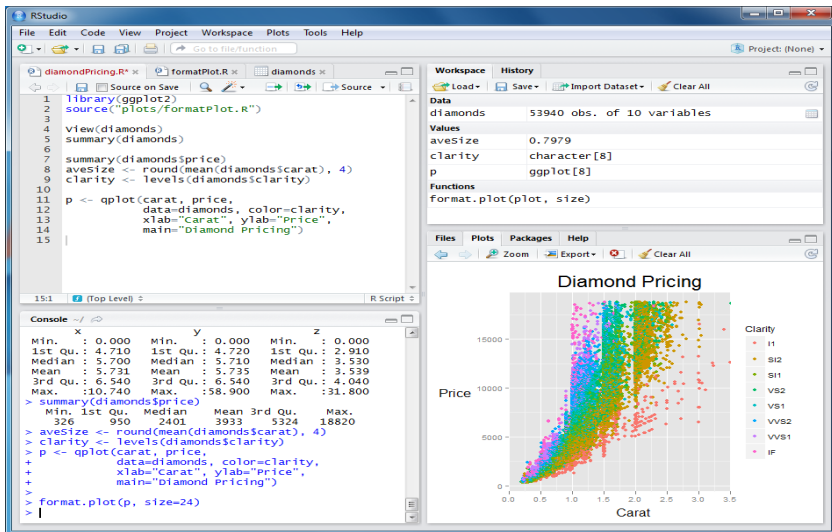 RStudio
File Edit Code View Project Workspace Plots Tools Help
Go to file/function
Project: (None)
diamondPricing.R* formatPlot.R diamonds
Source on Save Source
1 library(ggplot2)
2 source("plots/formatPlot.R")
3
4 View(diamonds)
5 summary(diamonds)
6
7 summary(diamonds$price)
8 aveSize <- round(mean(diamonds$carat), 4)
9 clarity <- levels(diamonds$clarity)
10
11 p <- qplot(carat, price,
12 data=diamonds, color=clarity,
13 xlab="Carat", ylab="Price",
14 main="Diamond Pricing")
15
15:1 (Top Level) R Script
Console ~/
x y z
Min. : 0.000 Min. : 0.000 Min. : 0.000
1st Qu.: 4.710 1st Qu.: 4.720 1st Qu.: 2.910
Median : 5.700 Median : 5.710 Median : 3.530
Mean : 5.731 Mean : 5.735 Mean : 3.539
3rd Qu.: 6.540 3rd Qu.: 6.540 3rd Qu.: 4.040
Max. :10.740 Max. :58.900 Max. :31.800
> summary(diamonds$price)
Min. 1st Qu. Median Mean 3rd Qu. Max.
326 950 2401 3933 5324 18820
> aveSize <- round(mean(diamonds$carat), 4)
> clarity <- levels(diamonds$clarity)
> p <- qplot(carat, price,
+ data=diamonds, color=clarity,
+ xlab="Carat", ylab="Price",
+ main="Diamond Pricing")
>
> format.plot(p, size=24)
>
Workspace History
Load Save Import Dataset Clear All
Data
diamonds 53940 obs. of 10 variables
Values
aveSize 0.7979
clarity character[8]
p ggplot[8]
Functions
format.plot(plot, size)
Files Plots Packages Help
Zoom Export Clear All
Diamond Pricing
Price
15000
10000
5000
0
0.0 0.5 1.0 1.5 2.0 2.5 3.0 3.5
Carat
Clarity
I1
SI2
SI1
VS2
VS1
VVS2
VVS1
IF